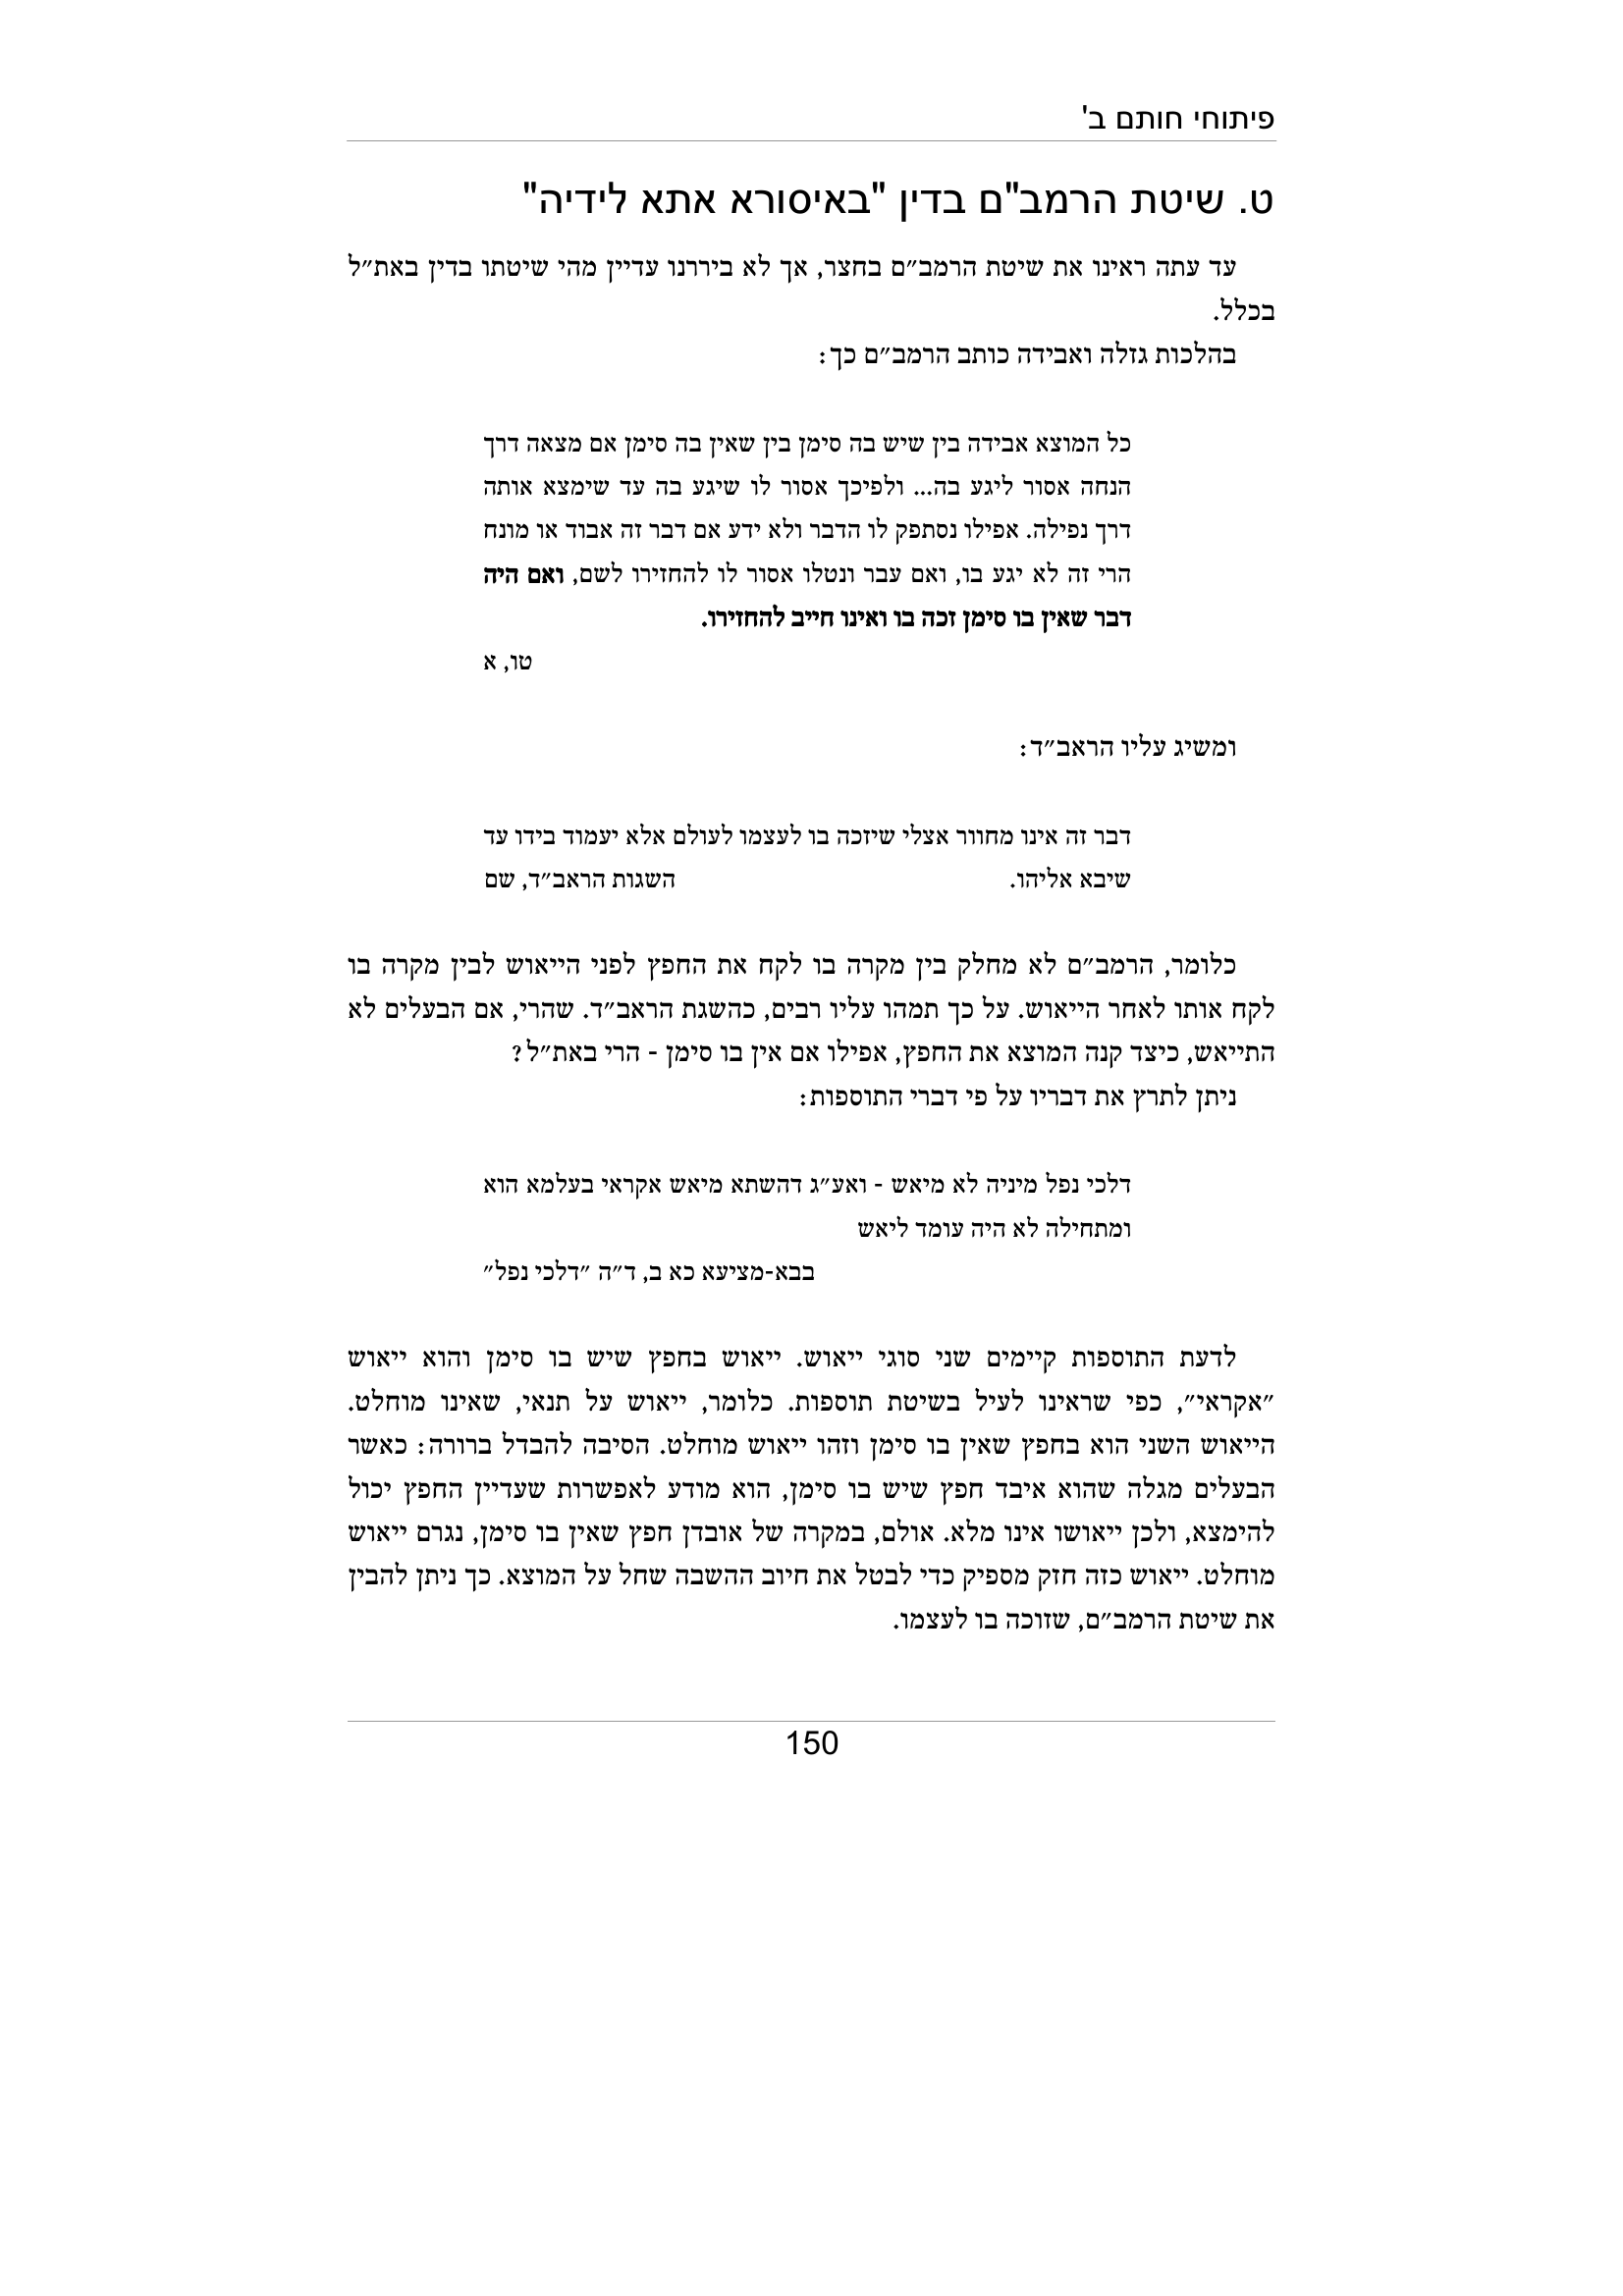 פיתוחי חותם ב'
ט. שיטת הרמב"ם בדין "באיסורא אתא לידיה"
עד עתה ראינו את שיטת הרמב״ם בחצר, אך לא ביררנו עדיין מהי שיטתו בדין באת״ל
בכלל.
בהלכות גזלה ואבידה כותב הרמב״ם כך:
כל המוצא אבידה בין שיש בה סימן בין שאין בה סימן אם מצאה דרך
הנחה אסור ליגע בה... ולפיכך אסור לו שיגע בה עד שימצא אותה
דרך נפילה. אפילו נסתפק לו הדבר ולא ידע אם דבר זה אבוד או מונח
הרי זה לא יגע בו, ואם עבר ונטלו אסור לו להחזירו לשם, ואם היה
דבר שאין בו סימן זכה בו ואינו חייב להחזירו.
טו, א
ומשיג עליו הראב״ד:
דבר זה אינו מחוור אצלי שיזכה בו לעצמו לעולם אלא יעמוד בידו עד
שיבא אליהו. השגות הראב״ד, שם
כלומר, הרמב״ם לא מחלק בין מקרה בו לקח את החפץ לפני הייאוש לבין מקרה בו
לקח אותו לאחר הייאוש. על כך תמהו עליו רבים, כהשגת הראב״ד. שהרי, אם הבעלים לא
התייאש, כיצד קנה המוצא את החפץ, אפילו אם אין בו סימן - הרי באת״ל?
ניתן לתרץ את דבריו על פי דברי התוספות:
דלכי נפל מיניה לא מיאש - ואע״ג דהשתא מיאש אקראי בעלמא הוא
ומתחילה לא היה עומד ליאש
בבא-מציעא כא ב, ד״ה ״דלכי נפל״
לדעת התוספות קיימים שני סוגי ייאוש. ייאוש בחפץ שיש בו סימן והוא ייאוש
״אקראי״, כפי שראינו לעיל בשיטת תוספות. כלומר, ייאוש על תנאי, שאינו מוחלט.
הייאוש השני הוא בחפץ שאין בו סימן וזהו ייאוש מוחלט. הסיבה להבדל ברורה: כאשר
הבעלים מגלה שהוא איבד חפץ שיש בו סימן, הוא מודע לאפשרות שעדיין החפץ יכול
להימצא, ולכן ייאושו אינו מלא. אולם, במקרה של אובדן חפץ שאין בו סימן, נגרם ייאוש
מוחלט. ייאוש כזה חזק מספיק כדי לבטל את חיוב ההשבה שחל על המוצא. כך ניתן להבין
את שיטת הרמב״ם, שזוכה בו לעצמו.
150